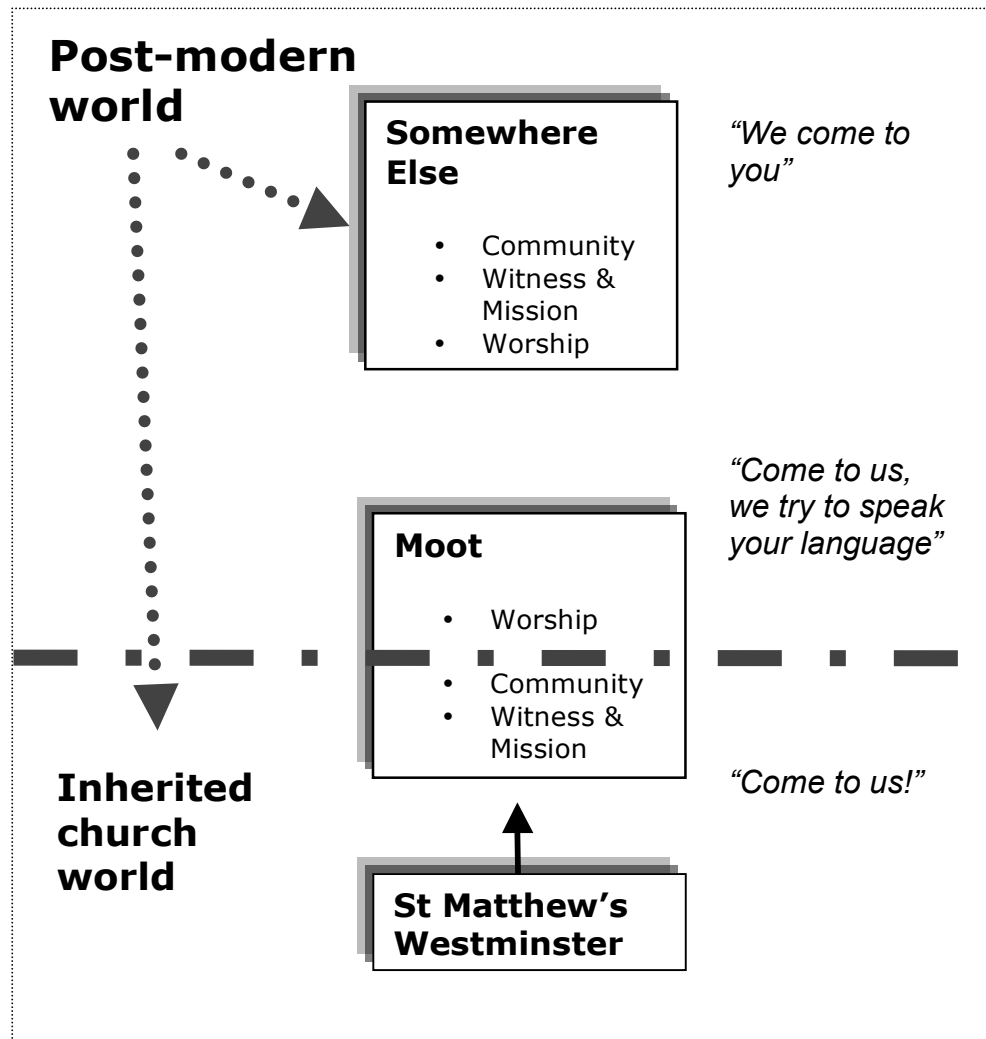 Post-modern
world
Somewhere
Else
• Community
• Witness &
Mission
• Worship
“We come to
you”
“Come to us,
we try to speak
your language”
Moot
• Worship
• Community
• Witness &
Mission
Inherited
church
world
“Come to us!”
St Matthew’s
Westminster